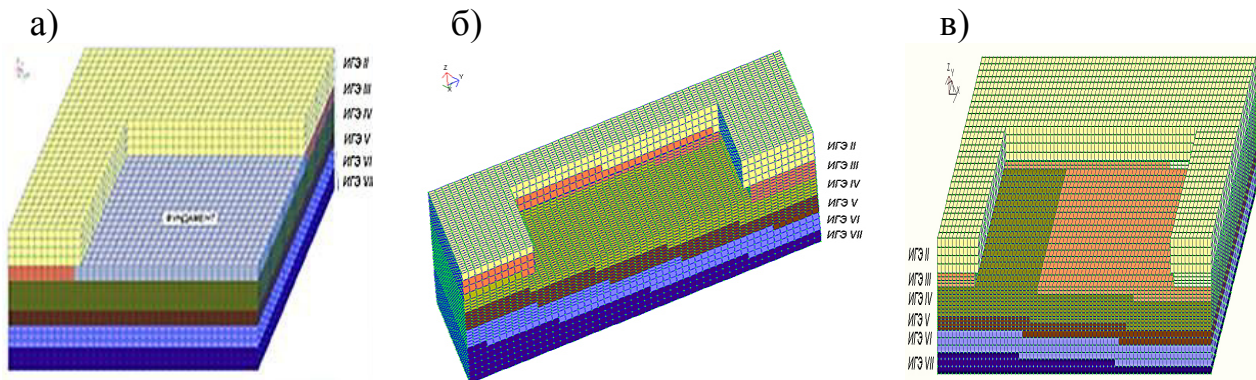 а)
б)
в)
ИГЭ II
ИГЭ III
ИГЭ IV
ИГЭ V
ИГЭ VI
ИГЭ VII
FUNDAMENT
Z
Y
X
ИГЭ II
ИГЭ III
ИГЭ IV
ИГЭ V
ИГЭ VI
ИГЭ VII
Z
Y
X
ИГЭ II
ИГЭ III
ИГЭ IV
ИГЭ V
ИГЭ VI
ИГЭ VII